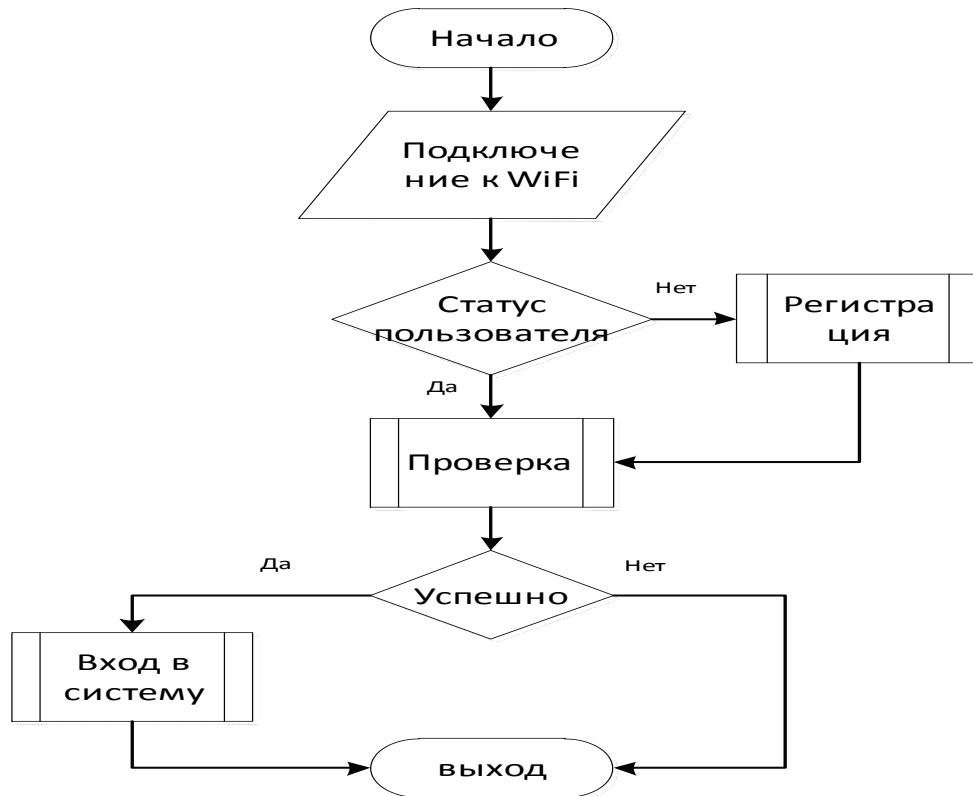 Начало
Подключе
ние к WiFi
Статус
пользователя
Нет
Регистра
ция
Да
Проверка
Да
Нет
Успешно
Вход в
систему
выход